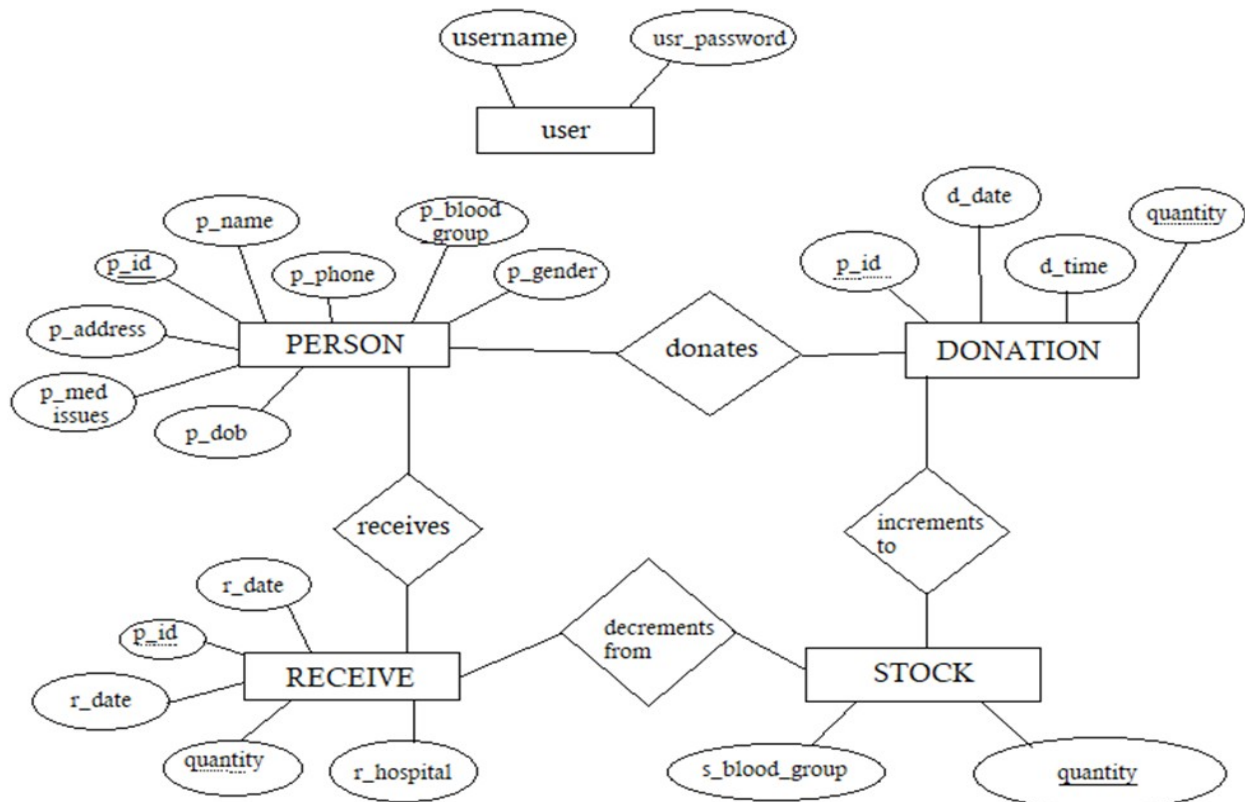 username
usr_password
user
p_name
p_blood
_group
d_date
quantity
p_id
p_phone
p_gender
p_id
d_time
p_address
PERSON
donates
DONATION
p_med
issues
p_dob
receives
increments
to
r_date
p_id
decrements
from
RECEIVE
STOCK
r_date
quantity
r_hospital
s_blood_group
quantity